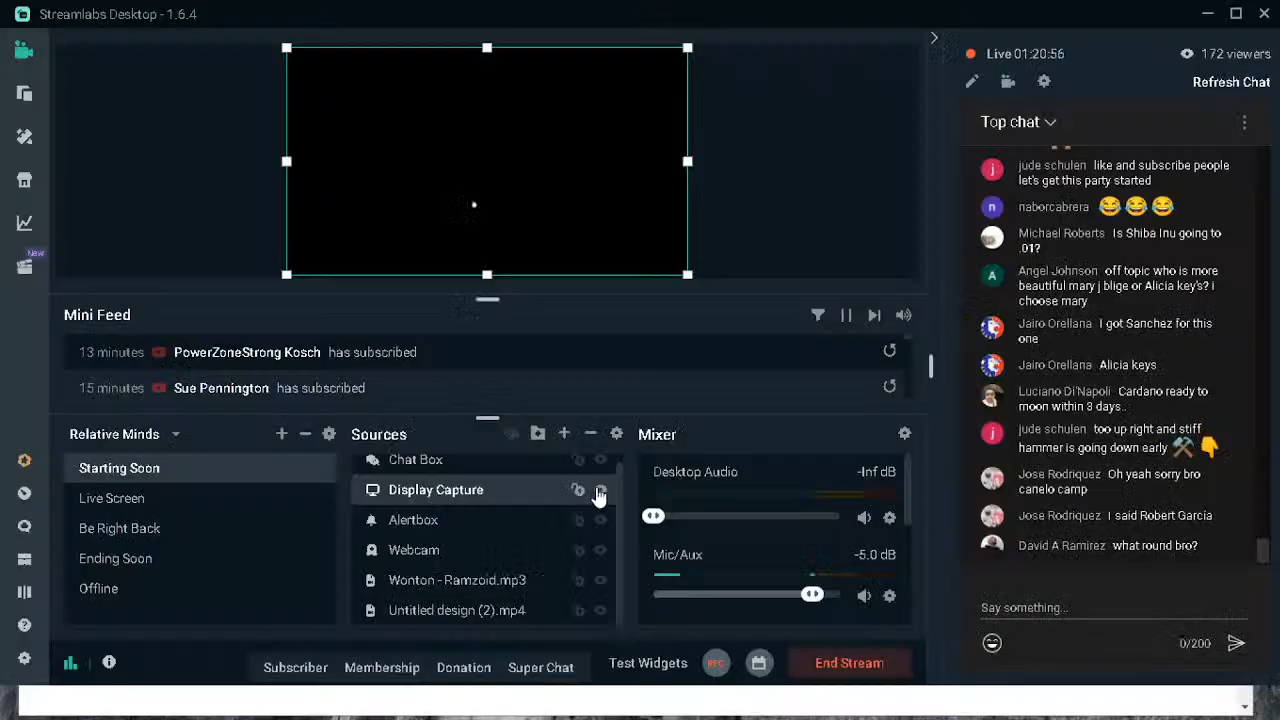 Streamlabs Desktop - 1.6.4
Live 01:20:56
172 viewers
Refresh Chat
Top chat
jude schulen like and subscribe people
let's get this party started
naborcabrera 😂😂😂
Michael Roberts Is Shiba Inu going to
.01?
Angel Johnson off topic who is more
beautiful mary j blige or Alicia key's? i
choose mary
Jairo Orellana I got Sanchez for this
one
Jairo Orellana Alicia keys
Luciano Di'Napoli Cardano ready to
moon within 3 days..
jude schulen too up right and stiff
hammer is going down early ⚒️👇
Jose Rodriquez Oh yeah sorry bro
canelo camp
Jose Rodriquez I said Robert Garcia
David A Ramirez what round bro?
Say something...
0/200
New
Mini Feed
13 minutes PowerZoneStrong Kosch has subscribed
15 minutes Sue Pennington has subscribed
Relative Minds
Starting Soon
Live Screen
Be Right Back
Ending Soon
Offline
Sources
Chat Box
Display Capture
Alertbox
Webcam
Wonton - Ramzoid.mp3
Untitled design (2).mp4
Mixer
Desktop Audio -Inf dB
Mic/Aux -5.0 dB
Subscriber Membership Donation Super Chat
Test Widgets
REC
End Stream